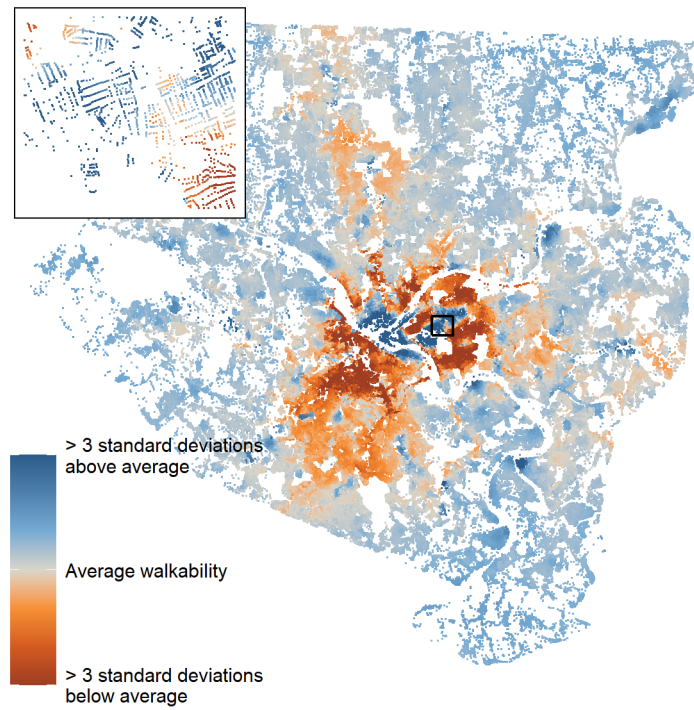 > 3 standard deviations
above average
Average walkability
> 3 standard deviations
below average